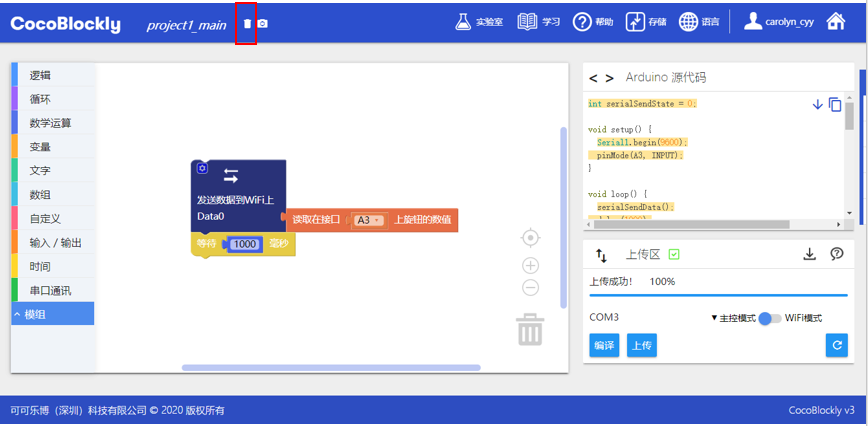 CocoBlockly project1_main 实验室 学习 帮助 存储 语言 carolyn_cyy
逻辑
循环
数学运算
变量
文字
数组
自定义
输入 / 输出
时间
串口通讯
模组
发送数据到WiFi上
Data0
读取在接口 A3 上旋钮的数值
等待 1000 毫秒
< > Arduino 源代码
int serialSendState = 0;
void setup() {
Serial1.begin(9600);
pinMode(A3, INPUT);
}
void loop() {
serialSendData();
上传区
上传成功! 100%
COM3 ▼主控模式 WiFi模式
编译 上传
可可乐博（深圳）科技有限公司 © 2020 版权所有 CocoBlockly v3